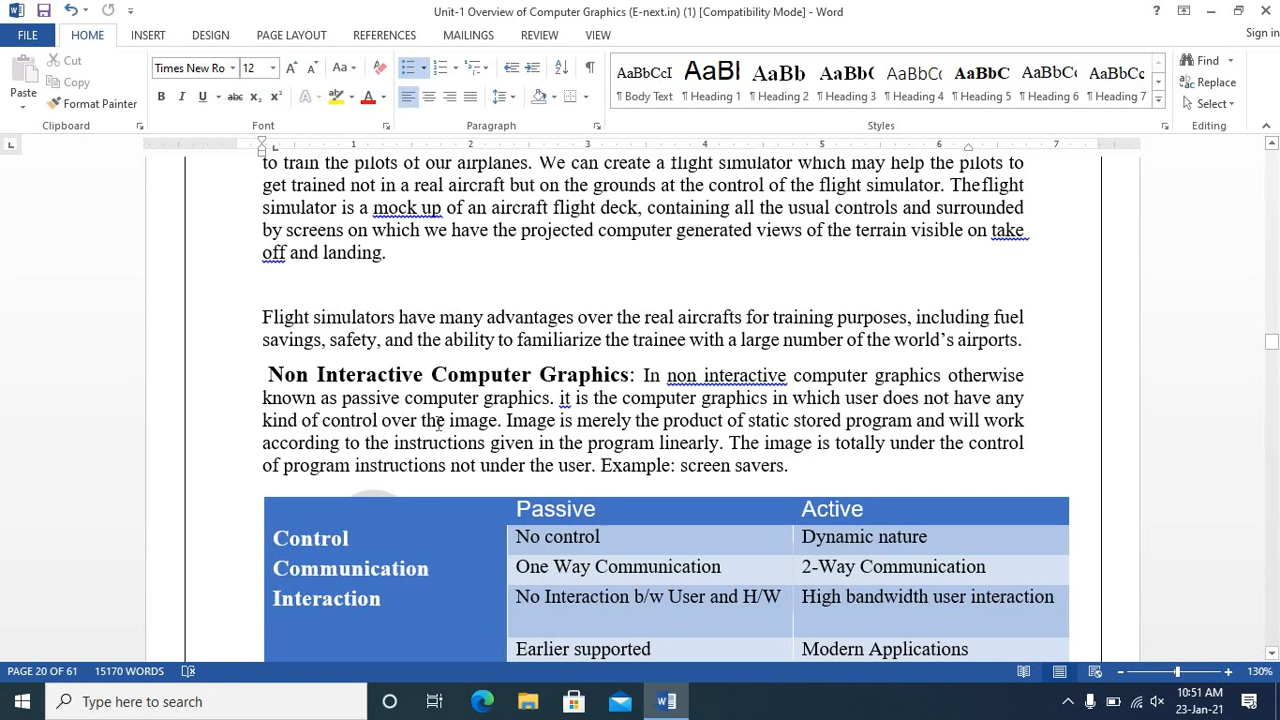 Unit-1 Overview of Computer Graphics (E-next.in) (1) [Compatibility Mode] - Word
FILE HOME INSERT DESIGN PAGE LAYOUT REFERENCES MAILINGS REVIEW VIEW Sign in
Paste
Cut
Copy
Format Painter
Clipboard
Times New Ro 12
Font
Paragraph
AaBbCcI AaBl AaBb AaBb( AaBbCc AaBbC AaBbC( AaBbCc
¶ Body Text ¶ Heading 1 ¶ Heading 2 ¶ Heading 3 ¶ Heading 4 ¶ Heading 5 ¶ Heading 6 ¶ Heading 7
Styles
Find
Replace
Select
Editing
1 2 3 4 5 6 7
to train the pilots of our airplanes. We can create a flight simulator which may help the pilots to
get trained not in a real aircraft but on the grounds at the control of the flight simulator. Theflight
simulator is a mock up of an aircraft flight deck, containing all the usual controls and surrounded
by screens on which we have the projected computer generated views of the terrain visible on take
off and landing.
Flight simulators have many advantages over the real aircrafts for training purposes, including fuel
savings, safety, and the ability to familiarize the trainee with a large number of the world’s airports.
Non Interactive Computer Graphics: In non interactive computer graphics otherwise
known as passive computer graphics. it is the computer graphics in which user does not have any
kind of control over the image. Image is merely the product of static stored program and will work
according to the instructions given in the program linearly. The image is totally under the control
of program instructions not under the user. Example: screen savers.
Passive Active
Control No control Dynamic nature
Communication One Way Communication 2-Way Communication
Interaction No Interaction b/w User and H/W High bandwidth user interaction
Earlier supported Modern Applications
PAGE 20 OF 61 15170 WORDS 130%
Type here to search
10:51 AM
23-Jan-21